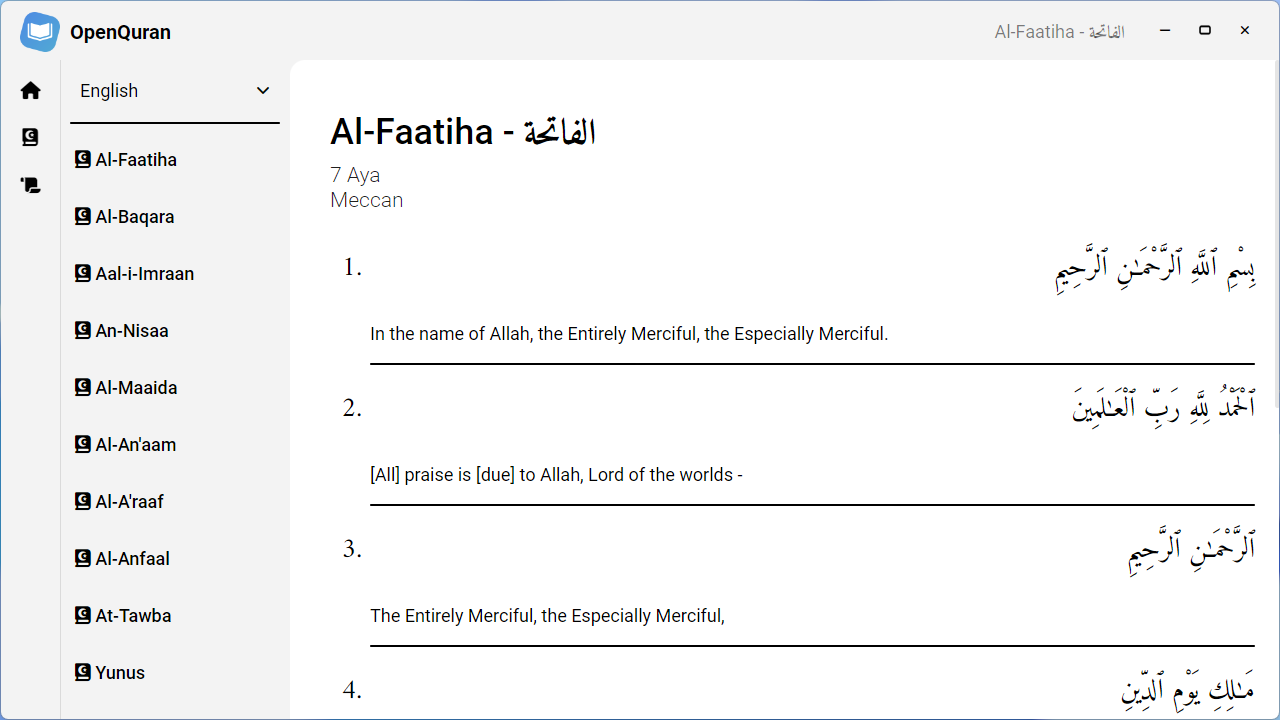 OpenQuran
Al-Faatiha - الفاتحة
English
Al-Faatiha
Al-Baqara
Aal-i-Imraan
An-Nisaa
Al-Maaida
Al-An'aam
Al-A'raaf
Al-Anfaal
At-Tawba
Yunus
Al-Faatiha - الفاتحة
7 Aya
Meccan
1. بِسْمِ ٱللَّهِ ٱلرَّحْمَـٰنِ ٱلرَّحِيمِ
In the name of Allah, the Entirely Merciful, the Especially Merciful.
2. ٱلْحَمْدُ لِلَّهِ رَبِّ ٱلْعَـٰلَمِينَ
[All] praise is [due] to Allah, Lord of the worlds -
3. ٱلرَّحْمَـٰنِ ٱلرَّحِيمِ
The Entirely Merciful, the Especially Merciful,
4. مَـٰلِكِ يَوْمِ ٱلدِّينِ